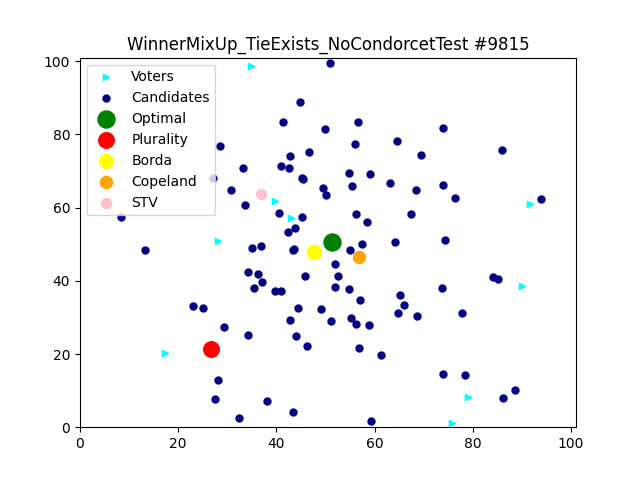 WinnerMixUp_TieExists_NoCondorcetTest #9815
Voters
Candidates
Optimal
Plurality
Borda
Copeland
STV
100
80
60
40
20
0
0 20 40 60 80 100